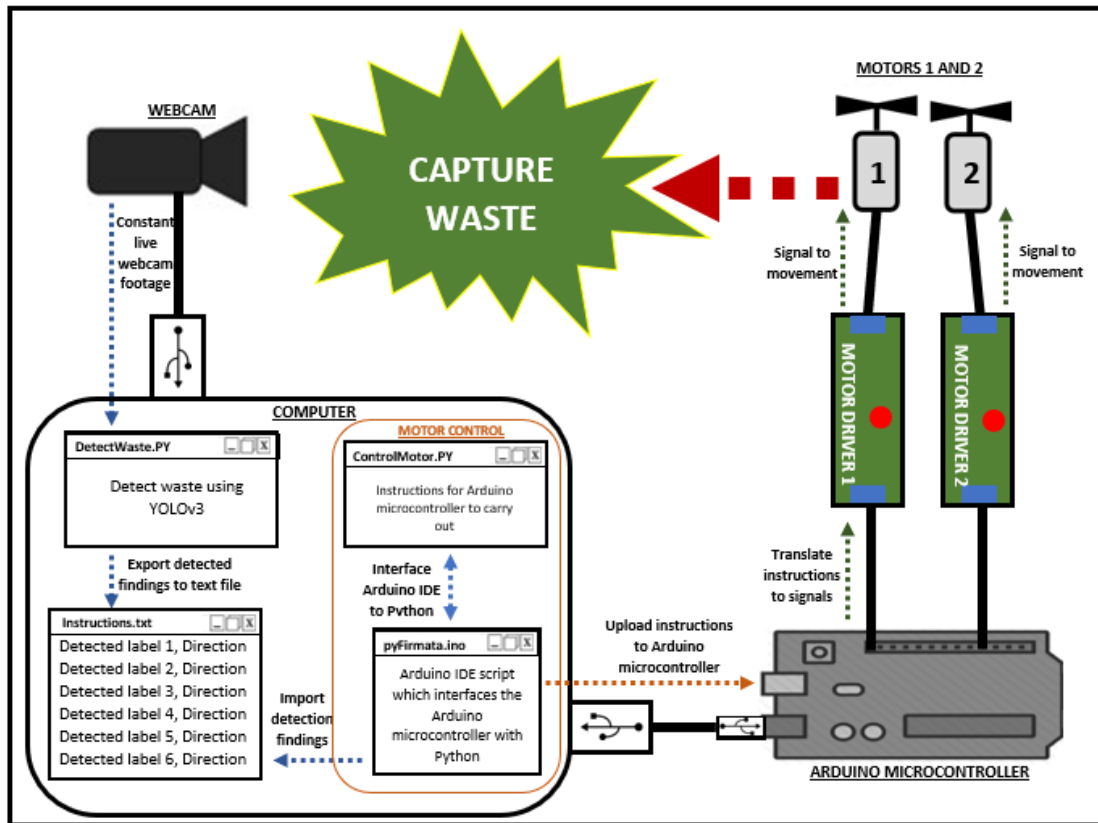 WEBCAM
CAPTURE
WASTE
MOTORS 1 AND 2
1
2
Constant
live
webcam
footage
Signal to
movement
Signal to
movement
MOTOR DRIVER 1
MOTOR DRIVER 2
COMPUTER
MOTOR CONTROL
DetectWaste.PY
X
Detect waste using
YOLOv3
ControlMotor.PY
X
Instructions for Arduino
microcontroller to carry
out
Export detected
findings to text file
Interface
Arduino IDE
to Python
Translate
instructions
to signals
Instructions.txt
X
Detected label 1, Direction
Detected label 2, Direction
Detected label 3, Direction
Detected label 4, Direction
Detected label 5, Direction
Detected label 6, Direction
Import
detection
findings
pyFirmata.ino
X
Arduino IDE script
which interfaces the
Arduino
microcontroller with
Python
Upload instructions
to Arduino
microcontroller
ARDUINO MICROCONTROLLER